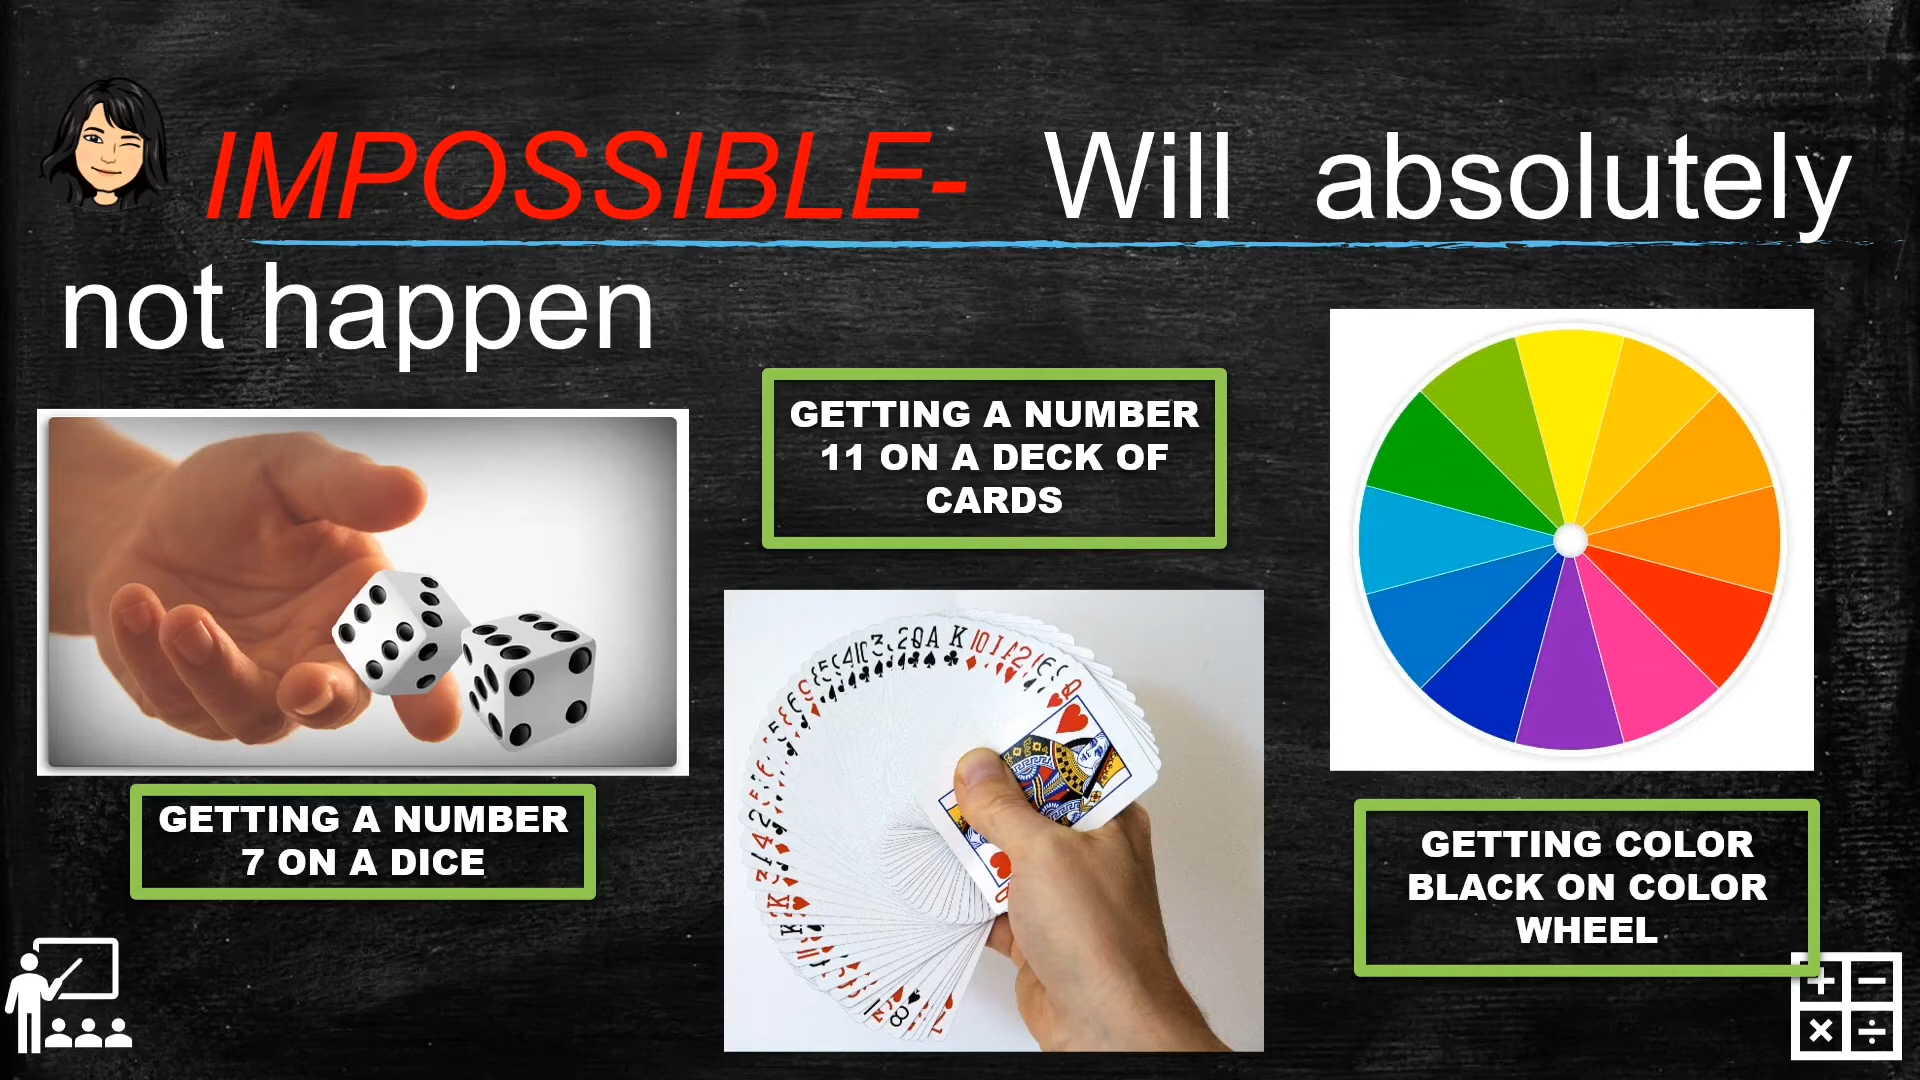 IMPOSSIBLE- Will absolutely
not happen
GETTING A NUMBER
11 ON A DECK OF
CARDS
GETTING A NUMBER
7 ON A DICE
GETTING COLOR
BLACK ON COLOR
WHEEL